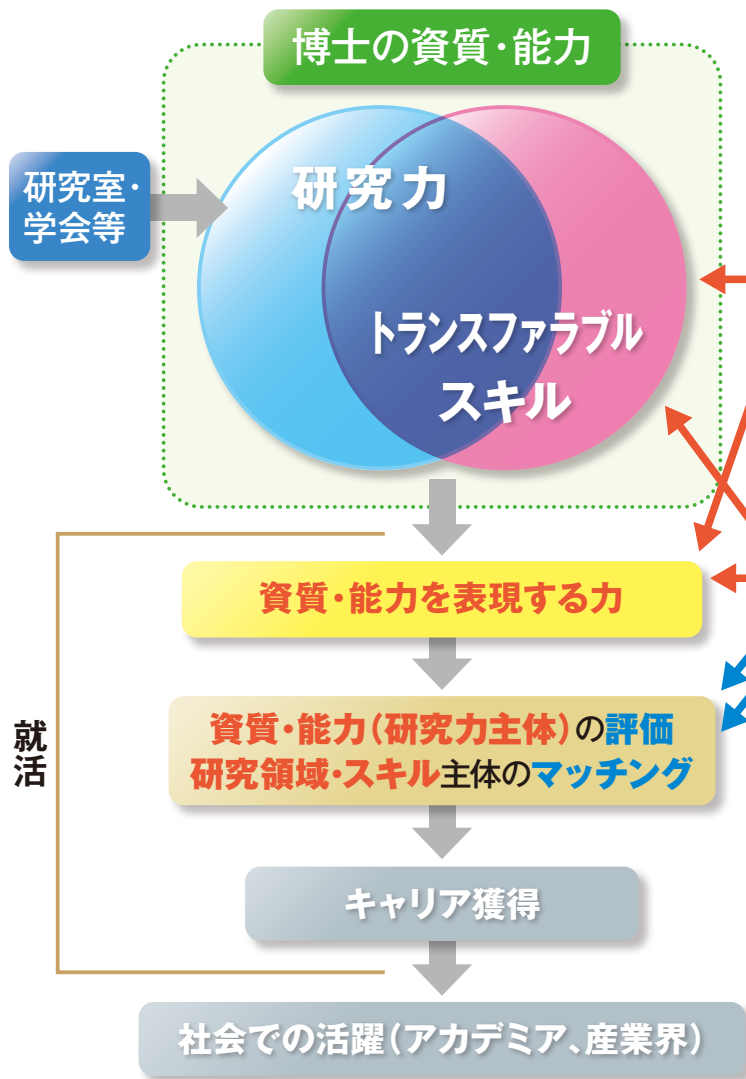 博士の資質・能力
研究室・
学会等
研究力
トランスファラブル
スキル
資質・能力を表現する力
就活
資質・能力(研究力主体)の評価
研究領域・スキル主体のマッチング
キャリア獲得
社会での活躍(アカデミア、産業界)